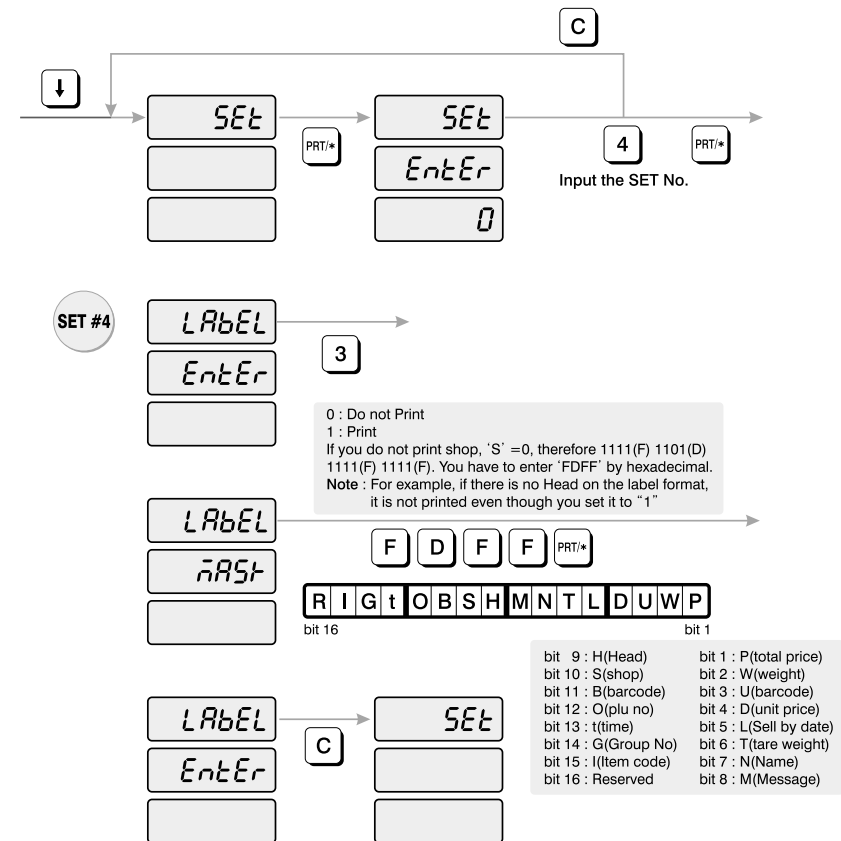 C
↓
SEt
PRT/*
SEt
EntEr
0
4
PRT/*
Input the SET No.
SET #4
LAbEL
EntEr
3
0 : Do not Print
1 : Print
If you do not print shop, ‘S’ =0, therefore 1111(F) 1101(D)
1111(F) 1111(F). You have to enter ‘FDFF’ by hexadecimal.
Note : For example, if there is no Head on the label format,
it is not printed even though you set it to “1”
LAbEL
MASK
F D F F PRT/*
R I G t O B S H M N T L D U W P
bit 16 bit 1
bit 9 : H(Head) bit 1 : P(total price)
bit 10 : S(shop) bit 2 : W(weight)
bit 11 : B(barcode) bit 3 : U(barcode)
bit 12 : O(plu no) bit 4 : D(unit price)
bit 13 : t(time) bit 5 : L(Sell by date)
bit 14 : G(Group No) bit 6 : T(tare weight)
bit 15 : I(Item code) bit 7 : N(Name)
bit 16 : Reserved bit 8 : M(Message)
LAbEL
EntEr
C
SEt